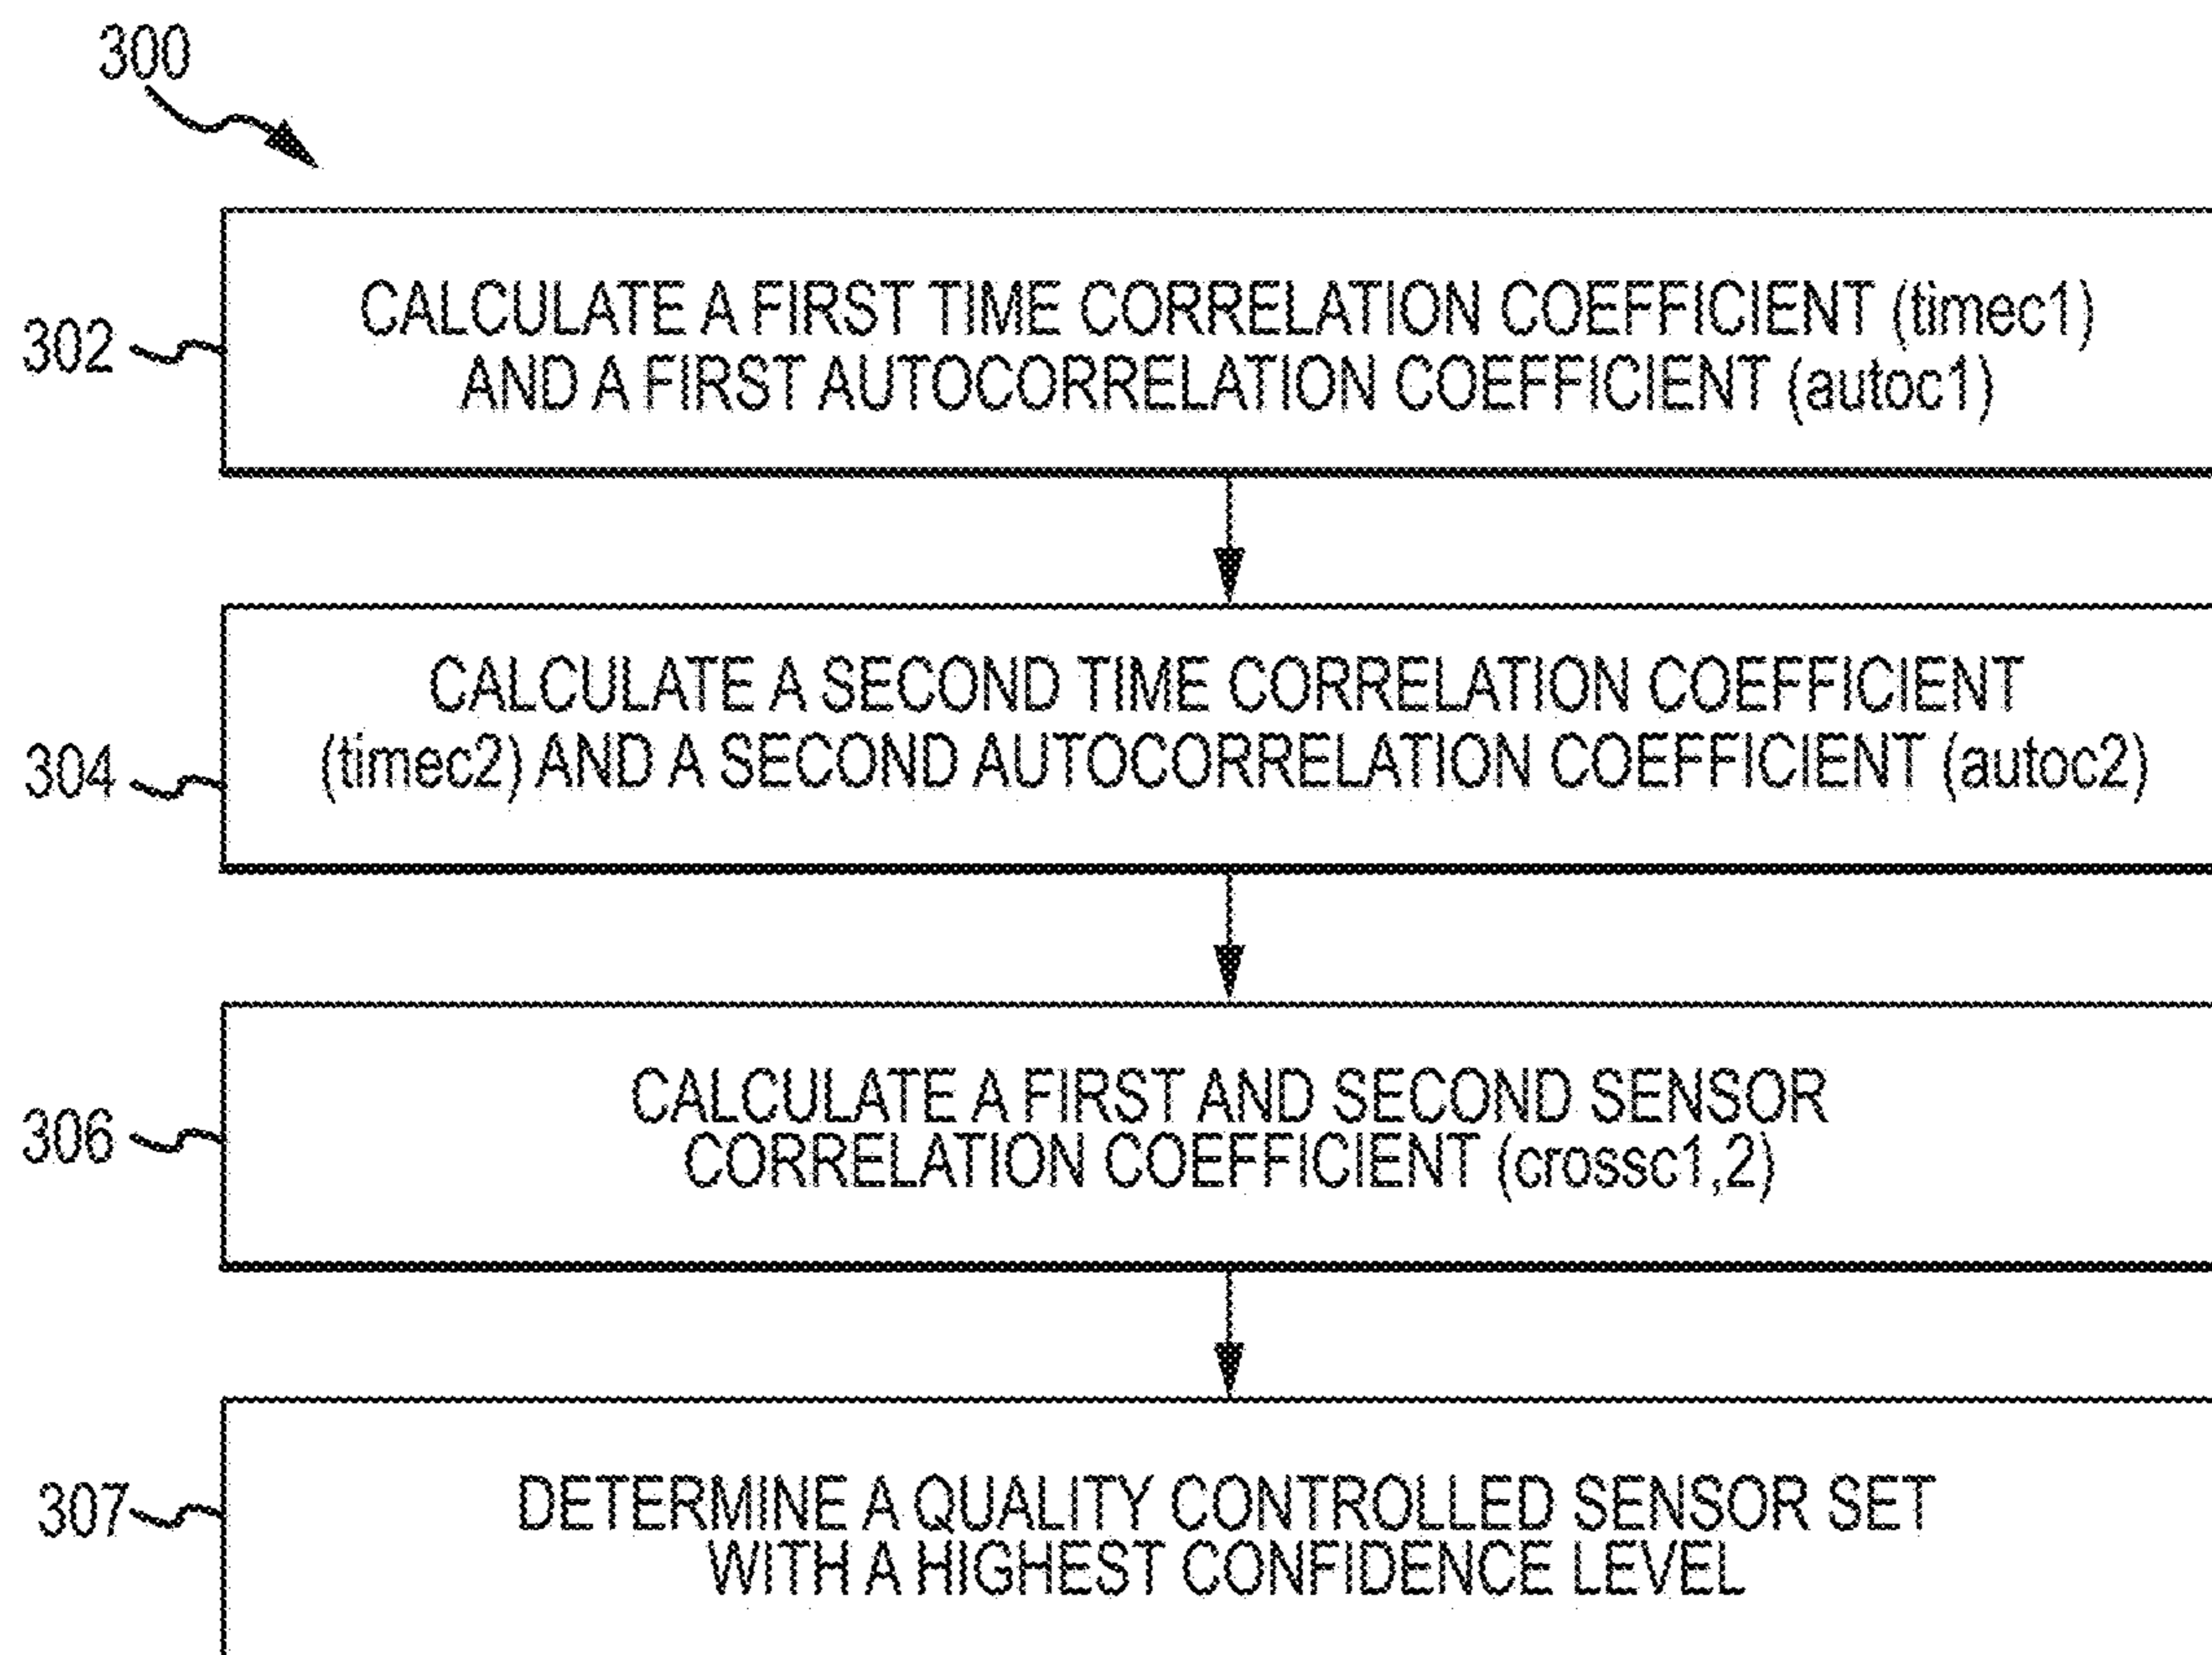 300
302
CALCULATE A FIRST TIME CORRELATION COEFFICIENT (timec1)
AND A FIRST AUTOCORRELATION COEFFICIENT (autoc1)
304
CALCULATE A SECOND TIME CORRELATION COEFFICIENT
(timec2) AND A SECOND AUTOCORRELATION COEFFICIENT (autoc2)
306
CALCULATE A FIRST AND SECOND SENSOR
CORRELATION COEFFICIENT (crossc1,2)
307
DETERMINE A QUALITY CONTROLLED SENSOR SET
WITH A HIGHEST CONFIDENCE LEVEL